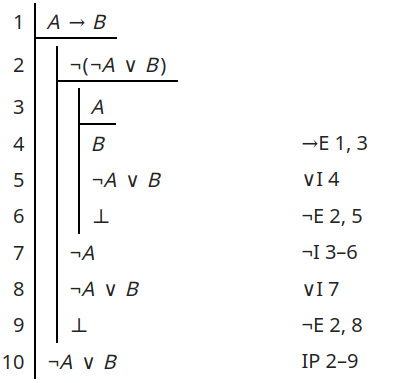 1 A → B
2 ¬(¬A ∨ B)
3 A
4 B →E 1, 3
5 ¬A ∨ B ∨I 4
6 ⊥ ¬E 2, 5
7 ¬A ¬I 3–6
8 ¬A ∨ B ∨I 7
9 ⊥ ¬E 2, 8
10 ¬A ∨ B IP 2–9